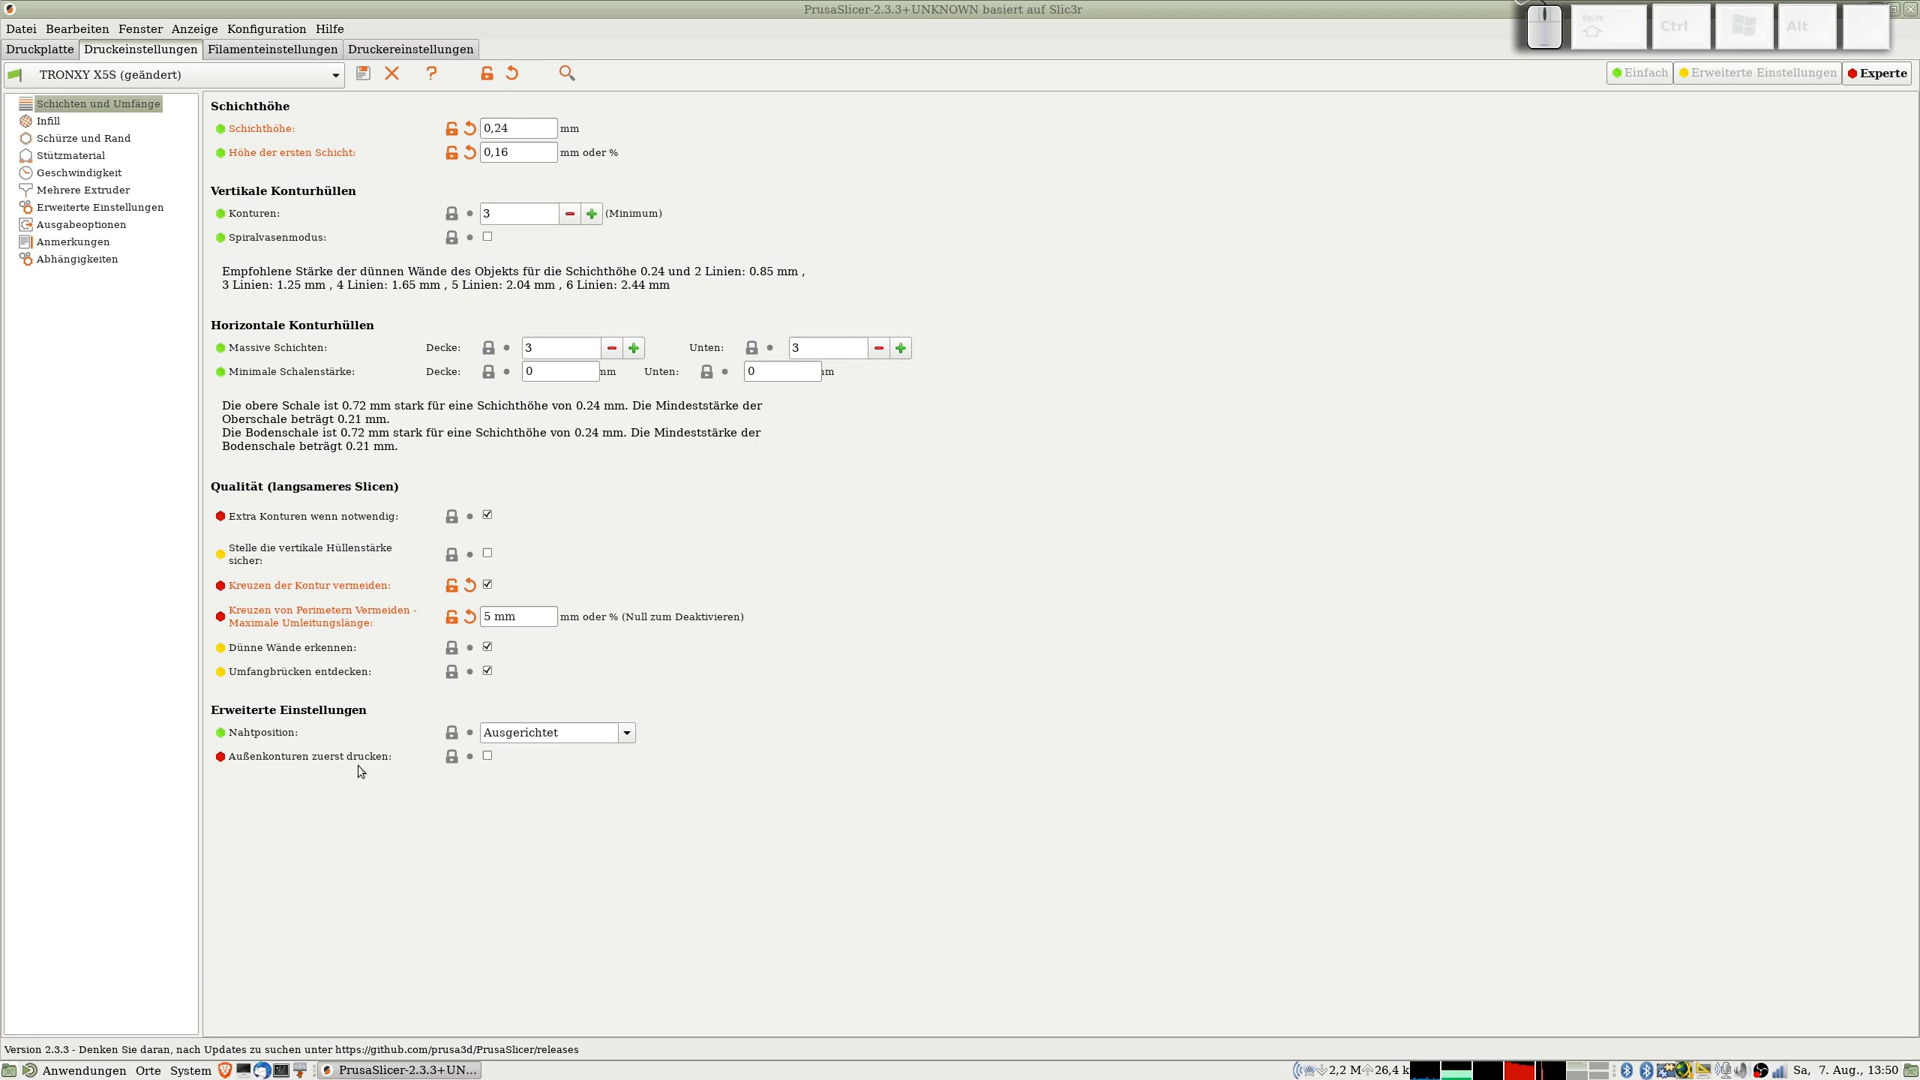 PrusaSlicer-2.3.3+UNKNOWN basiert auf Slic3r
Shift Ctrl Alt
Datei Bearbeiten Fenster Anzeige Konfiguration Hilfe
Druckplatte Druckeinstellungen Filamenteinstellungen Druckereinstellungen
TRONXY X5S (geändert) ? Einfach Erweiterte Einstellungen Experte
Schichten und Umfänge
Infill
Schürze und Rand
Stützmaterial
Geschwindigkeit
Mehrere Extruder
Erweiterte Einstellungen
Ausgabeoptionen
Anmerkungen
Abhängigkeiten
Schichthöhe
Schichthöhe: 0,24 mm
Höhe der ersten Schicht: 0,16 mm oder %
Vertikale Konturhüllen
Konturen: 3 (Minimum)
Spiralvasenmodus:
Empfohlene Stärke der dünnen Wände des Objekts für die Schichthöhe 0.24 und 2 Linien: 0.85 mm ,
3 Linien: 1.25 mm , 4 Linien: 1.65 mm , 5 Linien: 2.04 mm , 6 Linien: 2.44 mm
Horizontale Konturhüllen
Massive Schichten: Decke: 3 Unten: 3
Minimale Schalenstärke: Decke: 0 mm Unten: 0 mm
Die obere Schale ist 0.72 mm stark für eine Schichthöhe von 0.24 mm. Die Mindeststärke der
Oberschale beträgt 0.21 mm.
Die Bodenschale ist 0.72 mm stark für eine Schichthöhe von 0.24 mm. Die Mindeststärke der
Bodenschale beträgt 0.21 mm.
Qualität (langsameres Slicen)
Extra Konturen wenn notwendig:
Stelle die vertikale Hüllenstärke
sicher:
Kreuzen der Kontur vermeiden:
Kreuzen von Perimetern Vermeiden -
Maximale Umleitungslänge: 5 mm mm oder % (Null zum Deaktivieren)
Dünne Wände erkennen:
Umfangbrücken entdecken:
Erweiterte Einstellungen
Nahtposition: Ausgerichtet
Außenkonturen zuerst drucken:
Version 2.3.3 - Denken Sie daran, nach Updates zu suchen unter https://github.com/prusa3d/PrusaSlicer/releases
Anwendungen Orte System PrusaSlicer-2.3.3+UN... 2,2 M 26,4 k Sa, 7. Aug., 13:50